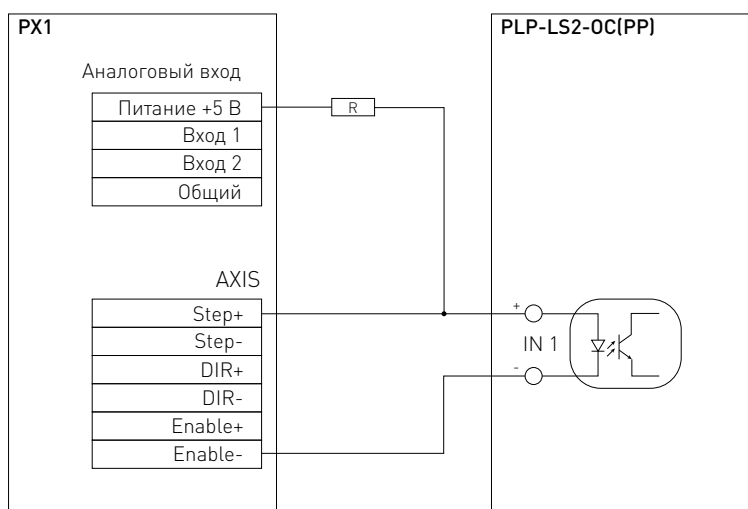 PX1
Аналоговый вход
Питание +5 В
Вход 1
Вход 2
Общий
R
AXIS
Step+
Step-
DIR+
DIR-
Enable+
Enable-
PLP-LS2-OC(PP)
+
IN 1
-